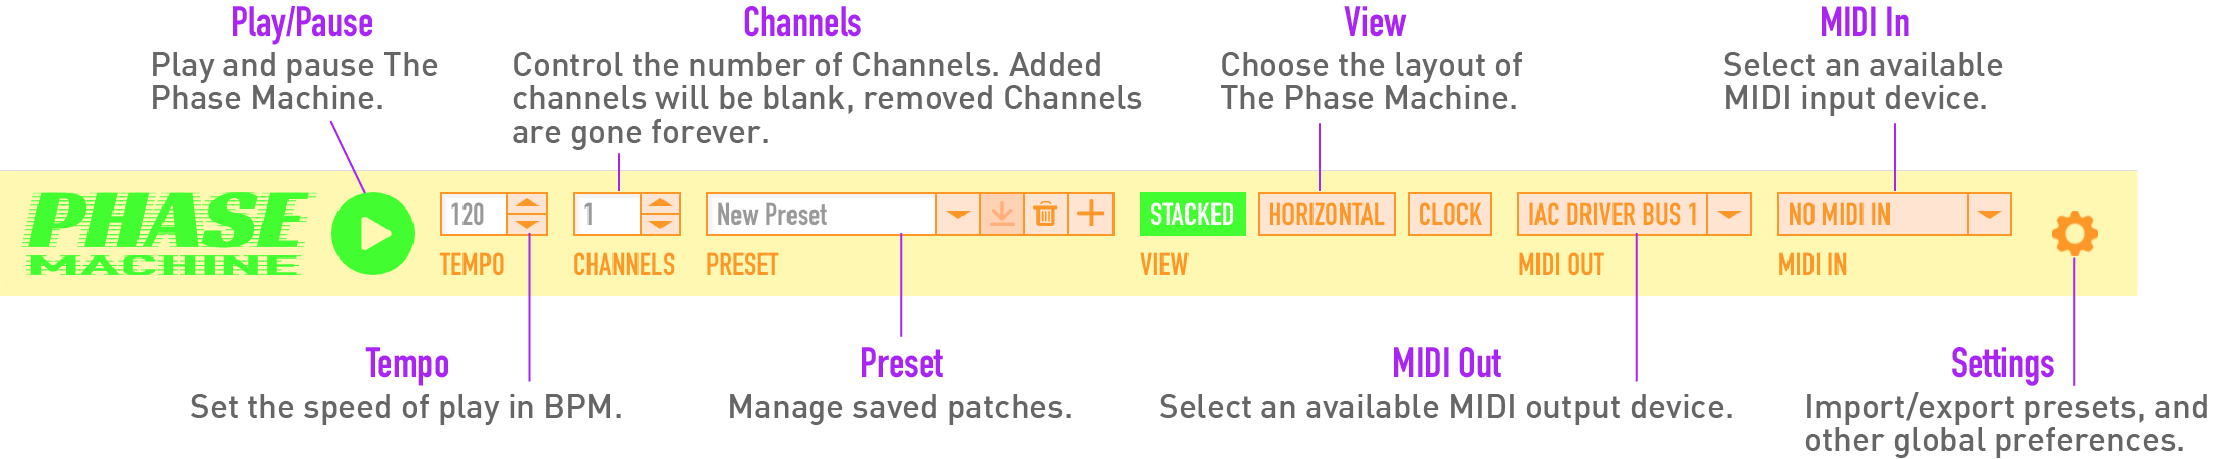 Play/Pause
Play and pause The
Phase Machine.
Channels
Control the number of Channels. Added
channels will be blank, removed Channels
are gone forever.
View
Choose the layout of
The Phase Machine.
MIDI In
Select an available
MIDI input device.
PHASE
MACHINE
120
TEMPO
1
CHANNELS
New Preset
PRESET
STACKED
HORIZONTAL
CLOCK
VIEW
IAC DRIVER BUS 1
MIDI OUT
NO MIDI IN
MIDI IN
Tempo
Set the speed of play in BPM.
Preset
Manage saved patches.
MIDI Out
Select an available MIDI output device.
Settings
Import/export presets, and
other global preferences.